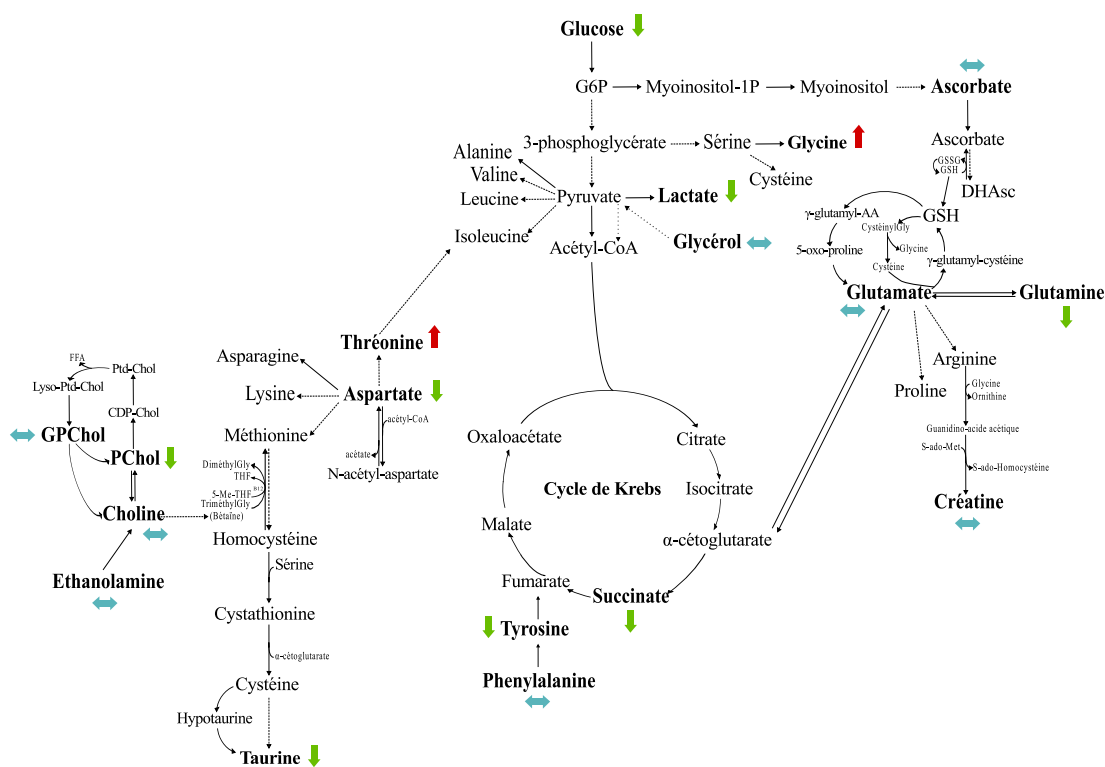 Glucose
G6P
Myoinositol-1P
Myoinositol
Ascorbate
3-phosphoglycérate
Sérine
Glycine
Ascorbate
GSSG
GSH
DHAsc
Alanine
Valine
Leucine
Isoleucine
Pyruvate
Lactate
Cystéine
Glycérol
Acétyl-CoA
γ-glutamyl-AA
GSH
CystéinylGly
Glycine
5-oxo-proline
Cystéine
γ-glutamyl-cystéine
Glutamate
Glutamine
Thréonine
Asparagine
Lysine
Aspartate
Méthionine
acétyl-CoA
acétate
N-acétyl-aspartate
Arginine
Proline
Glycine
Ornithine
Guanidino-acide acétique
S-ado-Met
S-ado-Homocystéine
Créatine
FFA
Ptd-Chol
Lyso-Ptd-Chol
CDP-Chol
GPChol
PChol
Choline
Ethanolamine
DiméthylGly
THF
B12
5-Me-THF
TriméthylGly
(Bétaïne)
Homocystéine
Sérine
Cystathionine
α-cétoglutarate
Cystéine
Hypotaurine
Taurine
Oxaloacétate
Citrate
Cycle de Krebs
Isocitrate
Malate
α-cétoglutarate
Fumarate
Succinate
Tyrosine
Phenylalanine